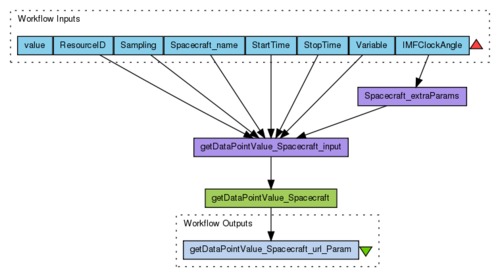 Workflow Inputs
value ResourceID Sampling Spacecraft_name StartTime StopTime Variable IMFClockAngle
Spacecraft_extraParams
getDataPointValue_Spacecraft_input
getDataPointValue_Spacecraft
Workflow Outputs
getDataPointValue_Spacecraft_url_Param